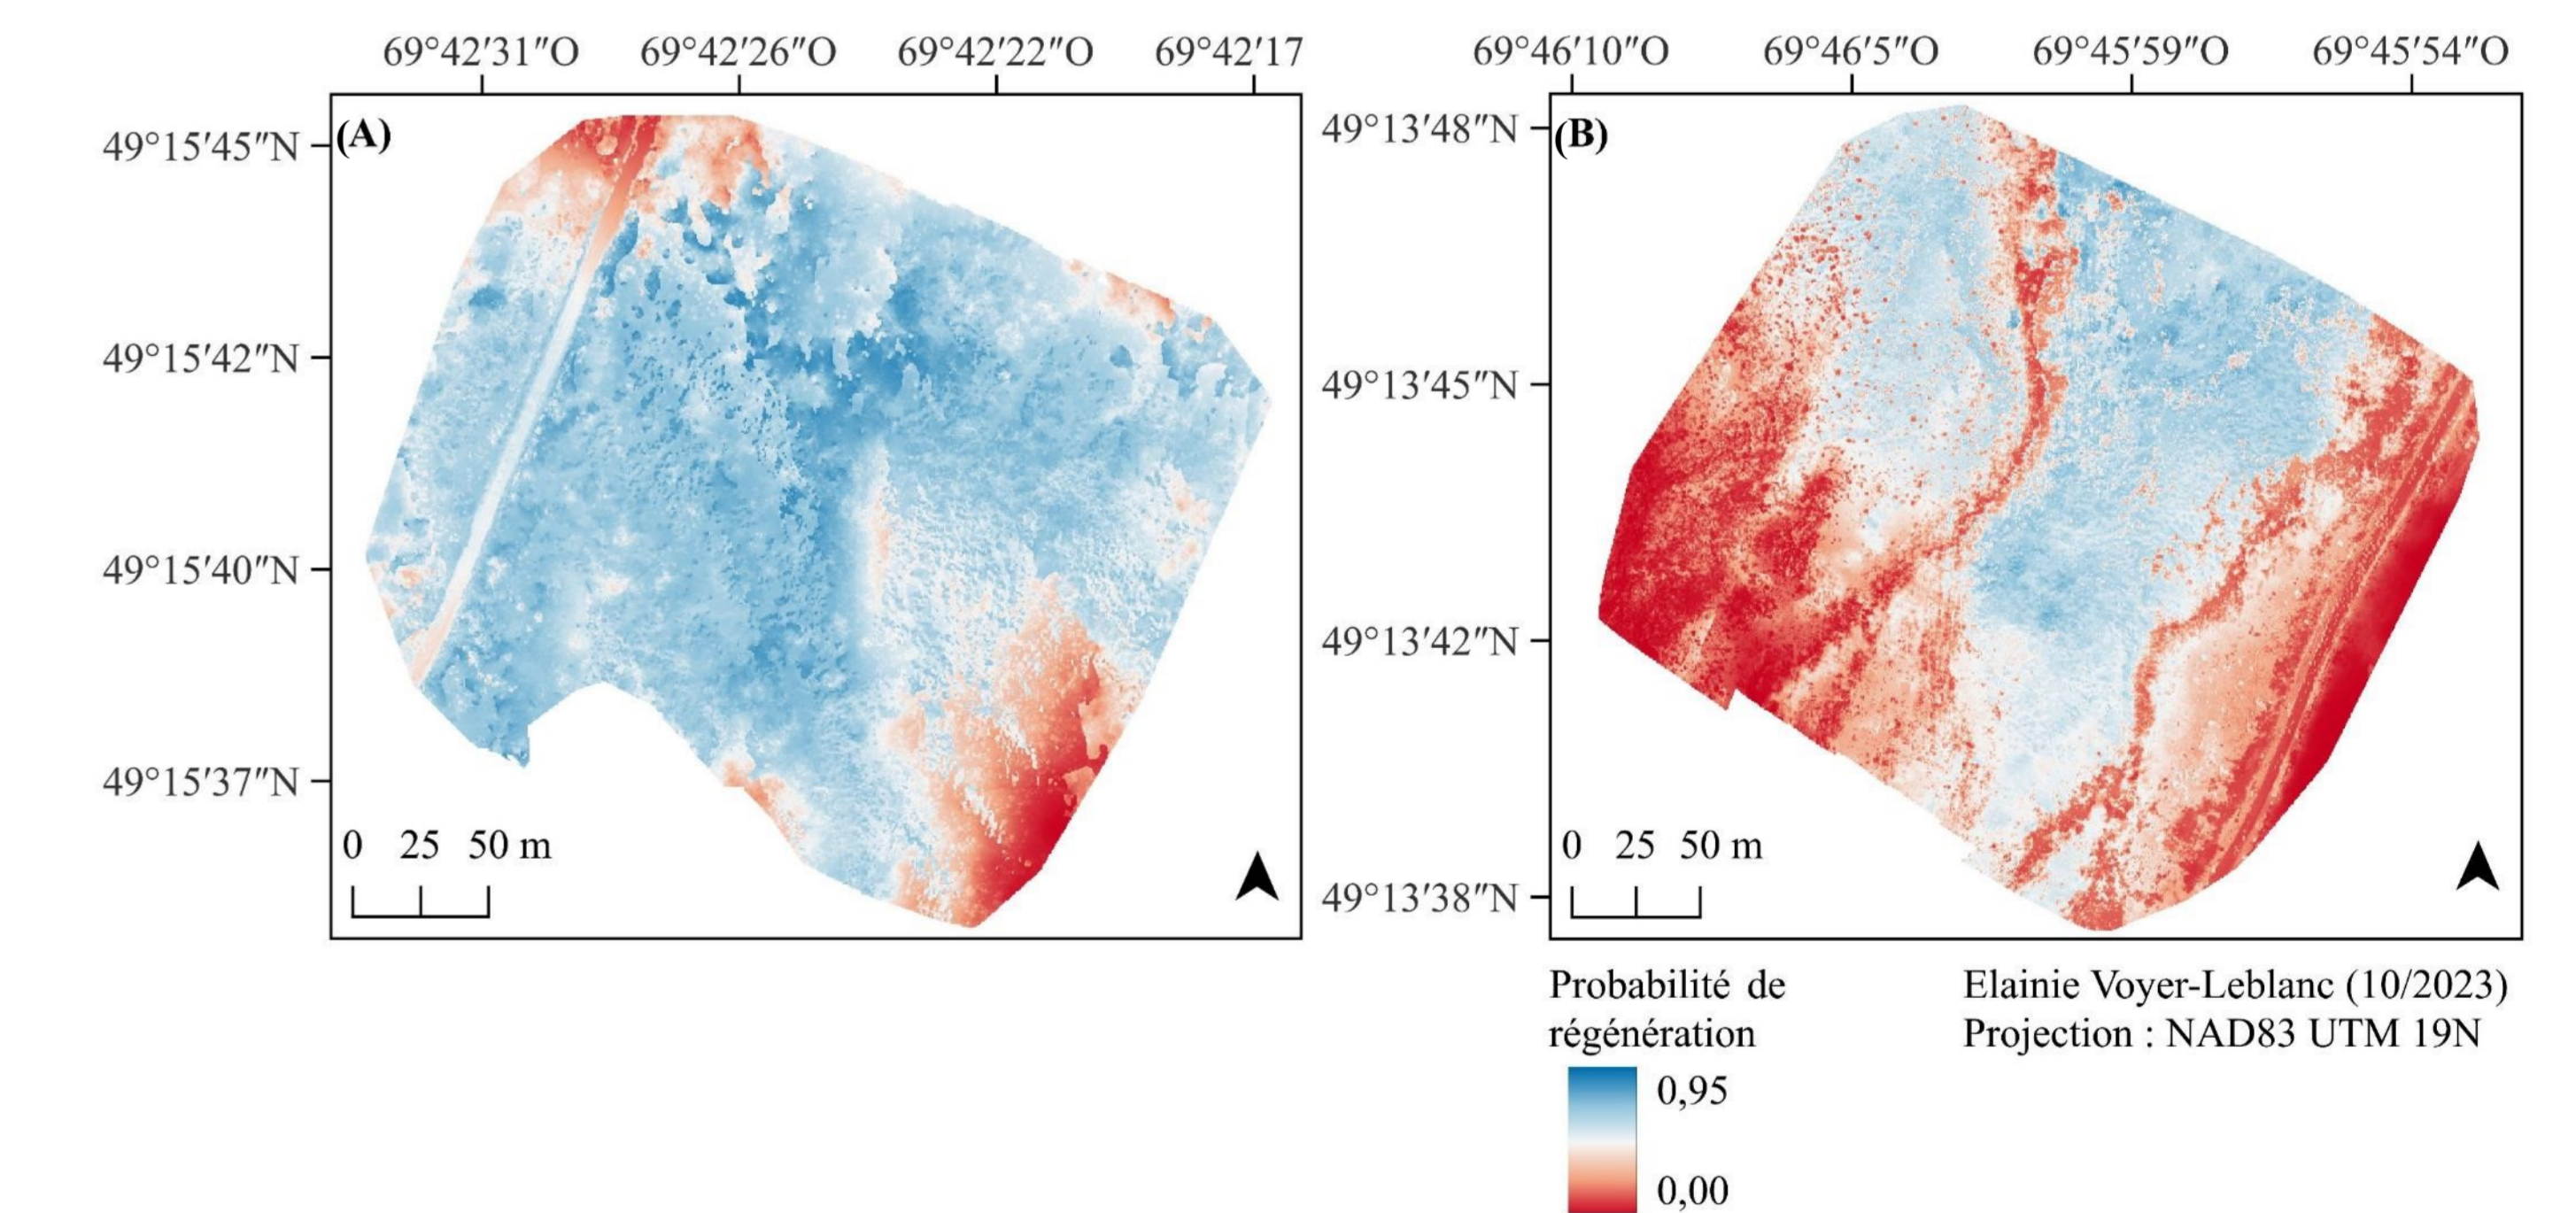 69°42′31″O 69°42′26″O 69°42′22″O 69°42′17
69°46′10″O 69°46′5″O 69°45′59″O 69°45′54″O
(A)
49°15′45″N
49°15′42″N
49°15′40″N
49°15′37″N
0 25 50 m
(B)
49°13′48″N
49°13′45″N
49°13′42″N
49°13′38″N
0 25 50 m
Probabilité de
régénération
0,95
0,00
Elainie Voyer-Leblanc (10/2023)
Projection : NAD83 UTM 19N